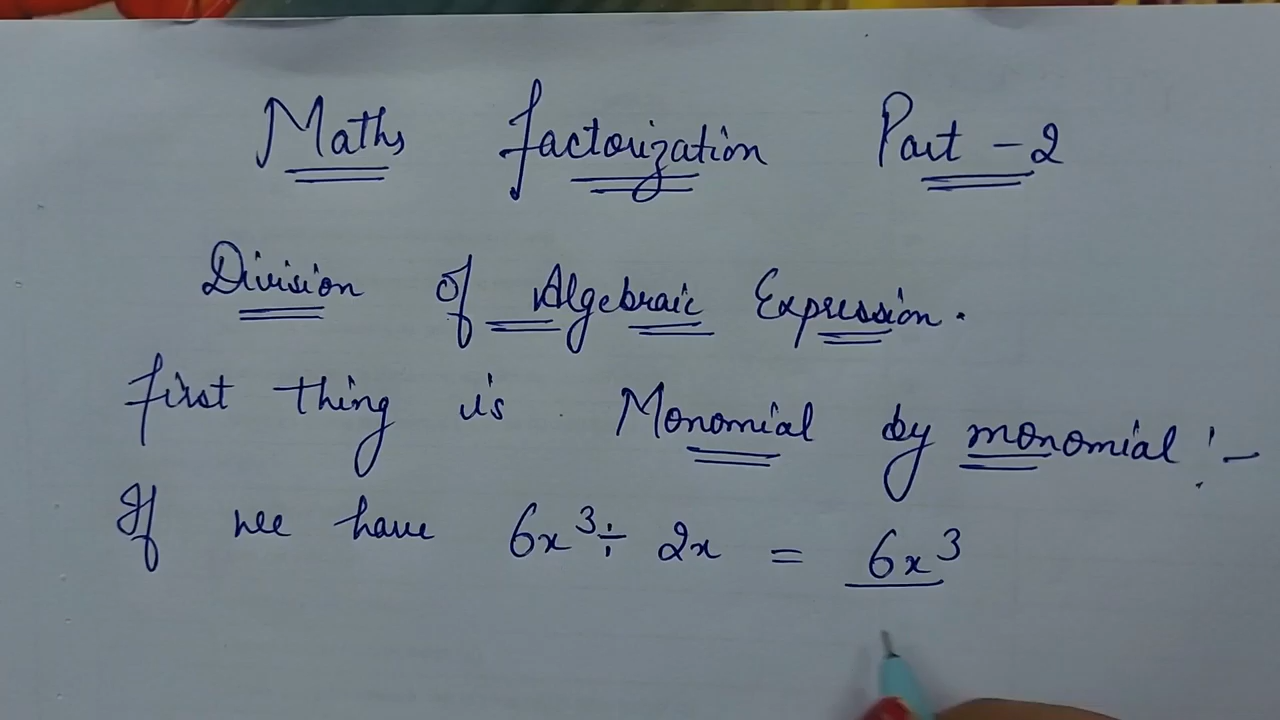 Maths factorization Part - 2
Division of Algebraic Expression.
first thing is Monomial by monomial :-
If we have 6x³ ÷ 2x = 6x³